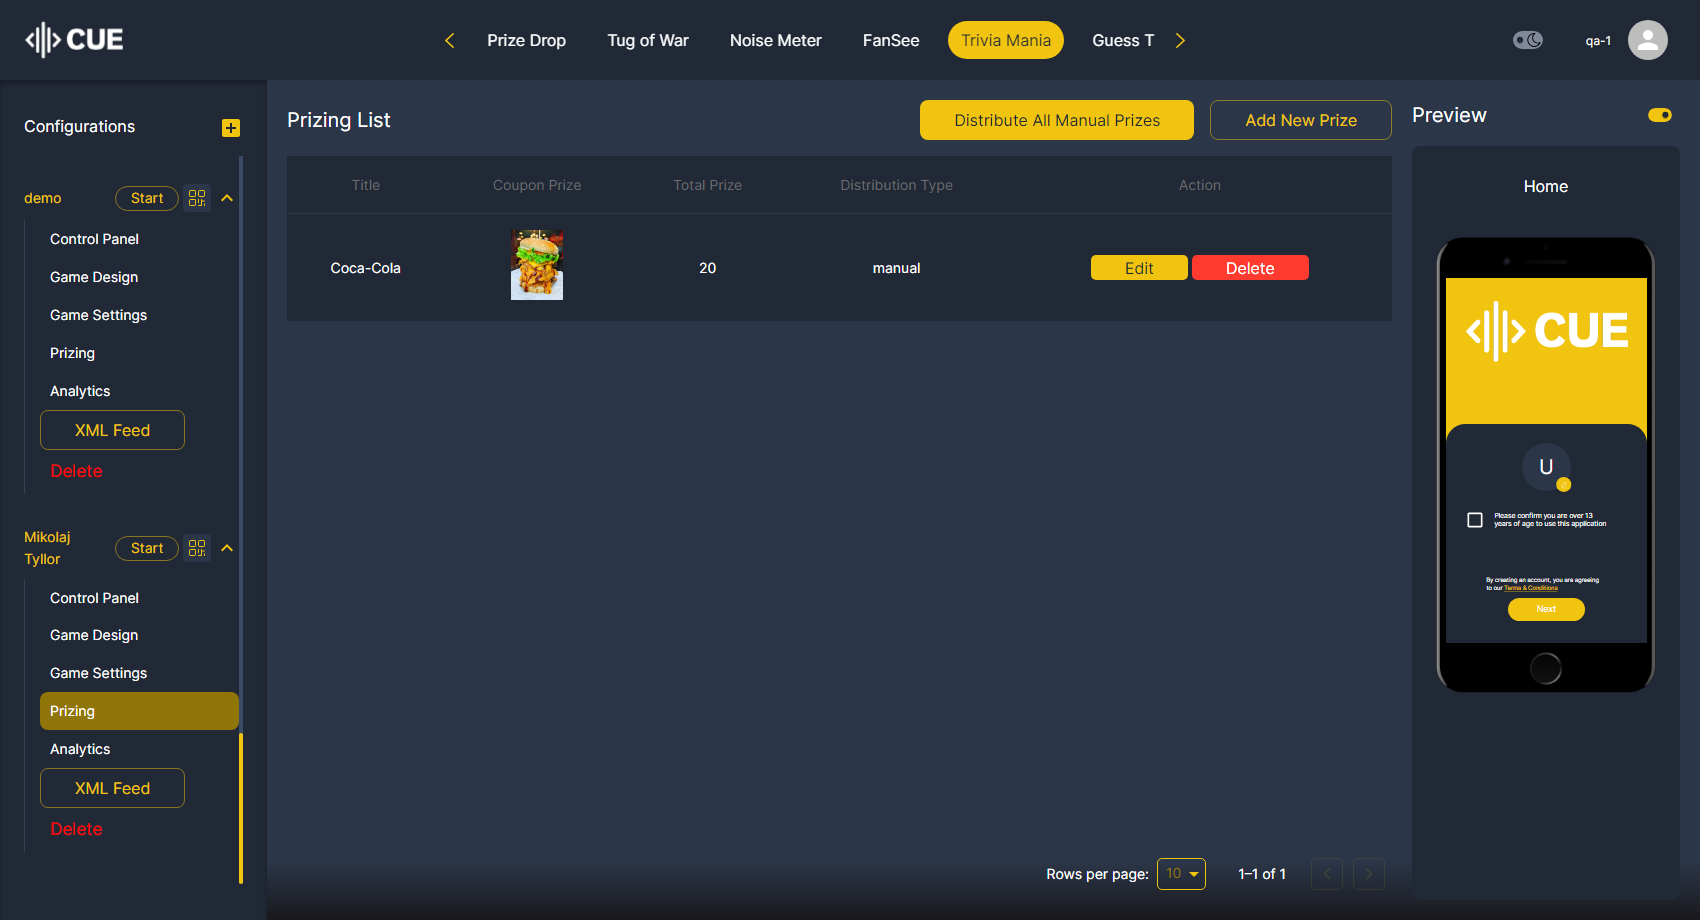 CUE
Prize Drop
Tug of War
Noise Meter
FanSee
Trivia Mania
Guess T
qa-1
Configurations
demo
Start
Control Panel
Game Design
Game Settings
Prizing
Analytics
XML Feed
Delete
Mikolaj
Tyllor
Start
Control Panel
Game Design
Game Settings
Prizing
Analytics
XML Feed
Delete
Prizing List
Distribute All Manual Prizes
Add New Prize
Title
Coupon Prize
Total Prize
Distribution Type
Action
Coca-Cola
20
manual
Edit
Delete
Rows per page:
10
1–1 of 1
Preview
Home
CUE
U
Please confirm you are over 13
years of age to use this application
By creating an account, you are agreeing
to our Terms & Conditions
Next